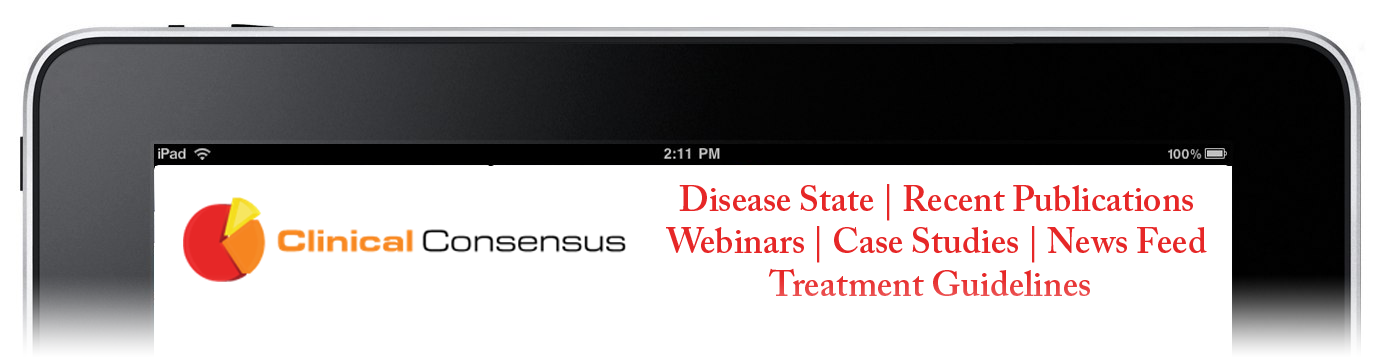 iPad 2:11 PM 100%
Clinical Consensus
Disease State | Recent Publications
Webinars | Case Studies | News Feed
Treatment Guidelines